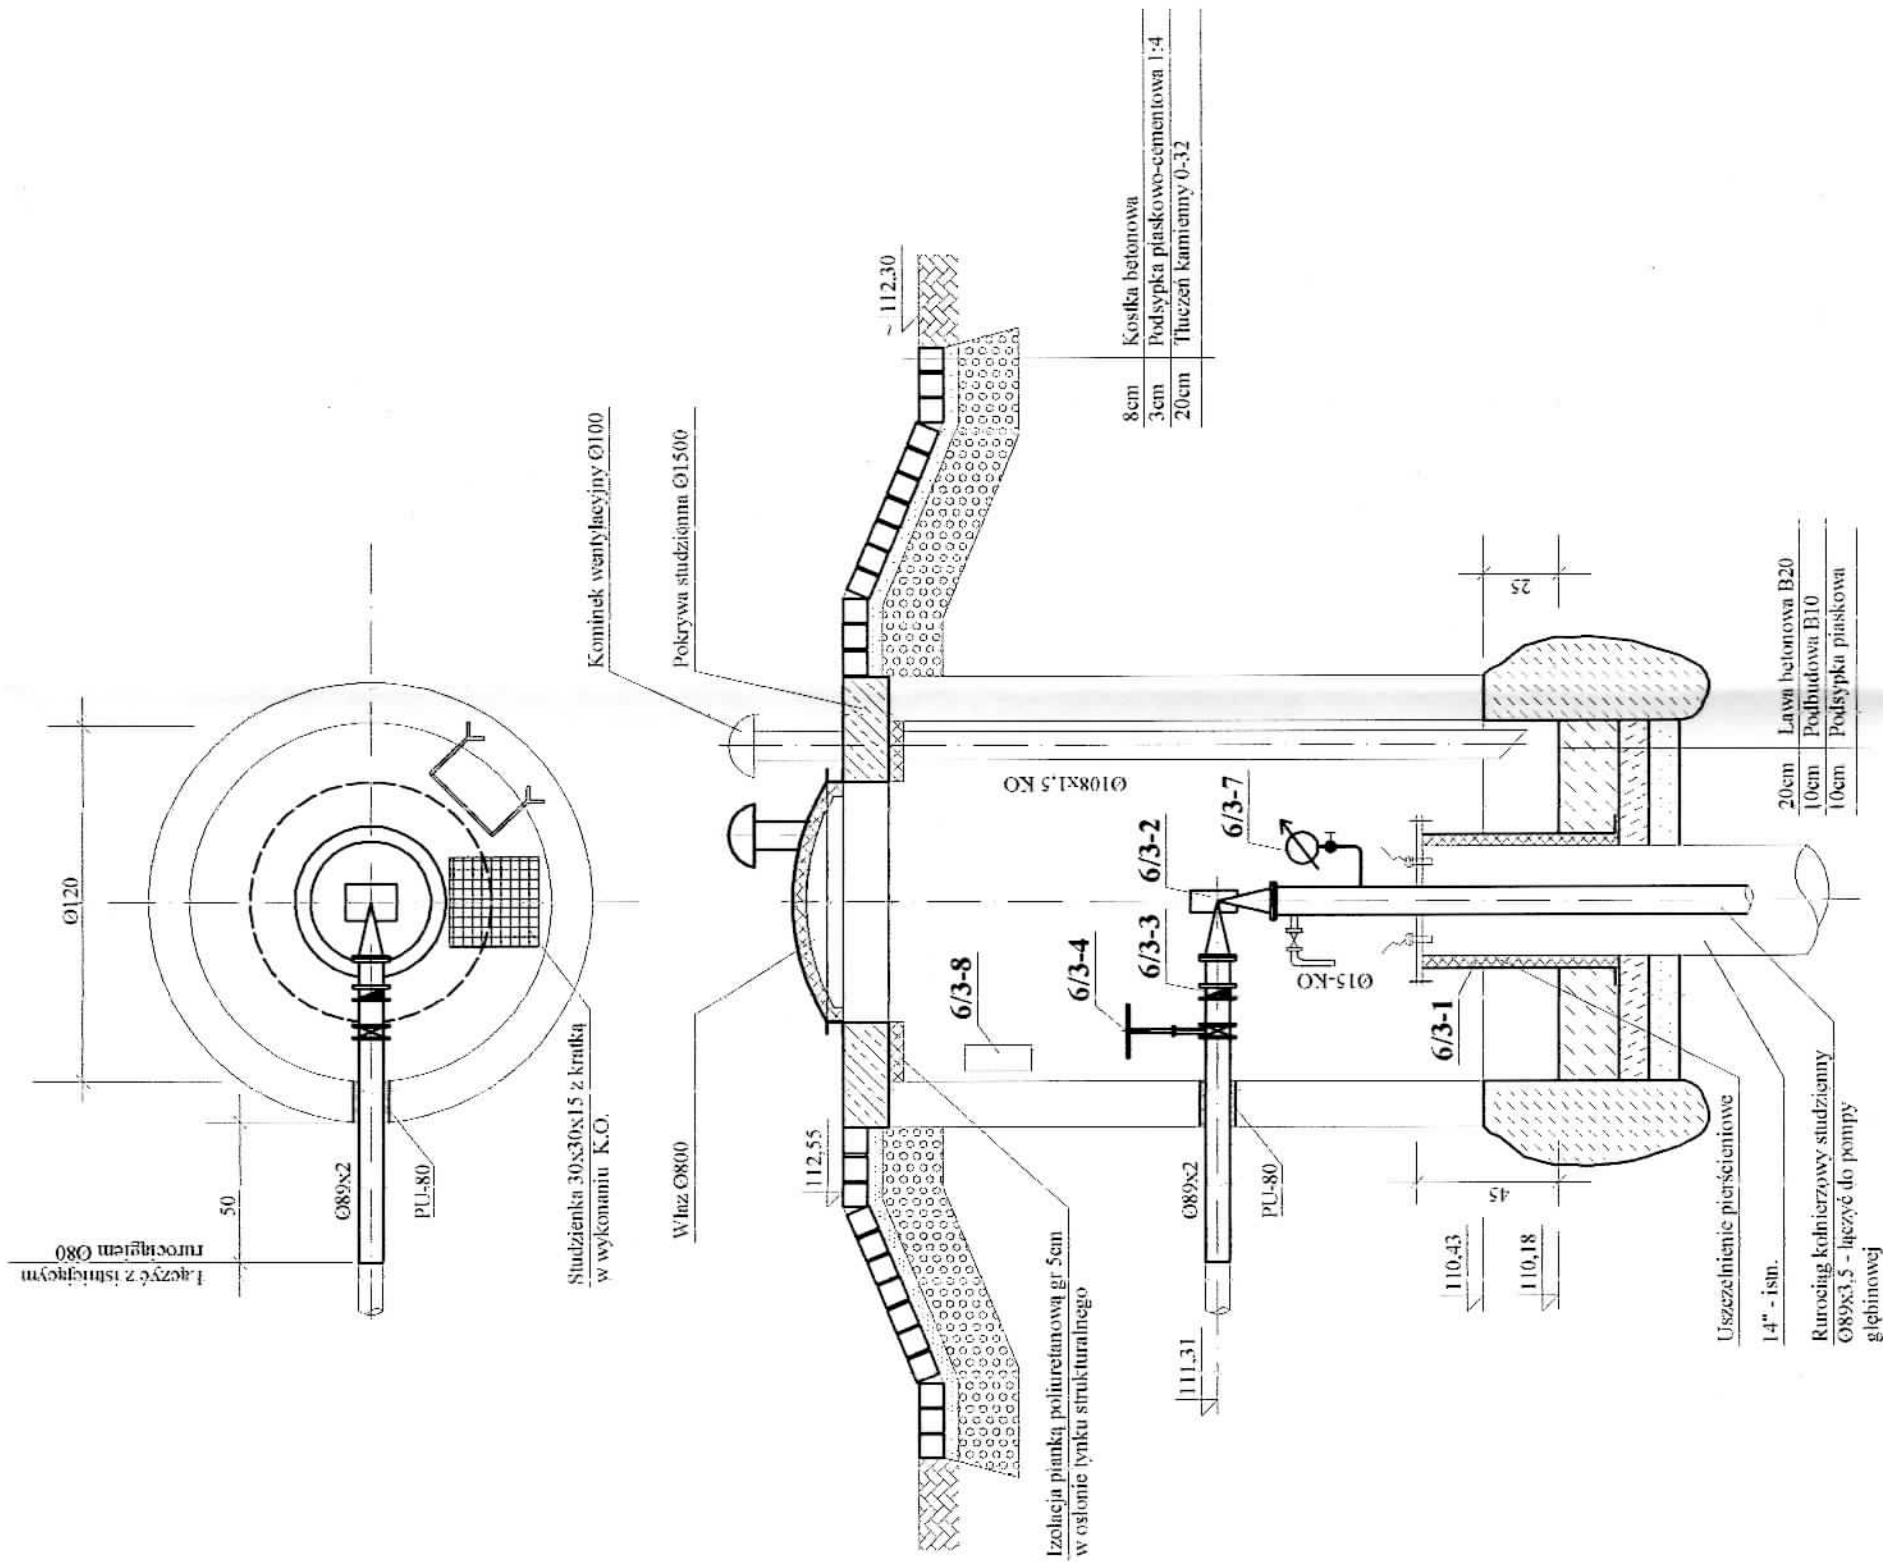 Łączyć z istniejącym
rurociągiem Ø80
50
Ø120
Ø89x2
PU-80
Studzienka 30x30x15 z kratką
w wykonaniu K.O.
Kominek wentylacyjny Ø100
Pokrywa studzienna Ø1500
Właz Ø800
112,55
~ 112,30
8cm Kostka betonowa
3cm Podsypka piaskowo-cementowa 1:4
20cm Tłuczeń kamienny 0-32
Izolacja pianką poliuretanową gr 5cm
w osłonie tynku strukturalnego
Ø108x1,5 KO
6/3-8
6/3-4
6/3-3
6/3-2
6/3-7
Ø15-KO
6/3-1
Ø89x2
PU-80
111,31
45
25
110,43
110,18
20cm Ława betonowa B20
10cm Podbudowa B10
10cm Podsypka piaskowa
Uszczelnienie pierścieniowe
14" - istn.
Rurociąg kołnierzowy studzienny
Ø89x3,5 - łączyć do pompy
głębinowej